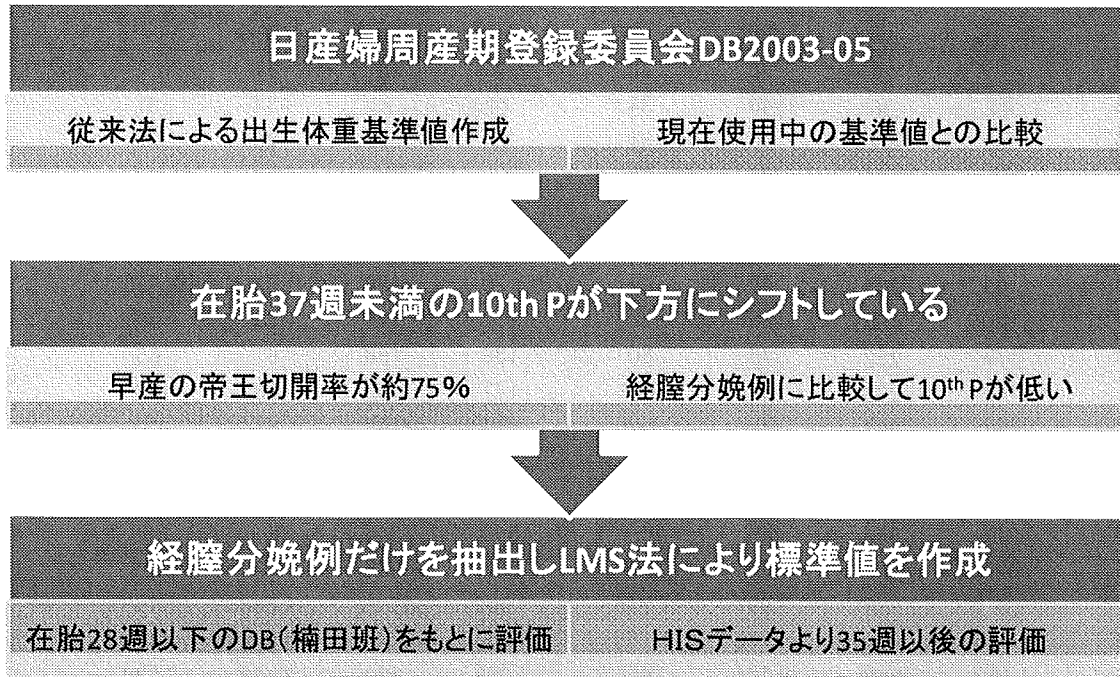 日産婦周産期登録委員会DB2003-05
従来法による出生体重基準値作成
現在使用中の基準値との比較
在胎37週未満の10th Pが下方にシフトしている
早産の帝王切開率が約75%
経膣分娩例に比較して10th Pが低い
経膣分娩例だけを抽出しLMS法により標準値を作成
在胎28週以下のDB(楠田班)をもとに評価
HISデータより35週以後の評価